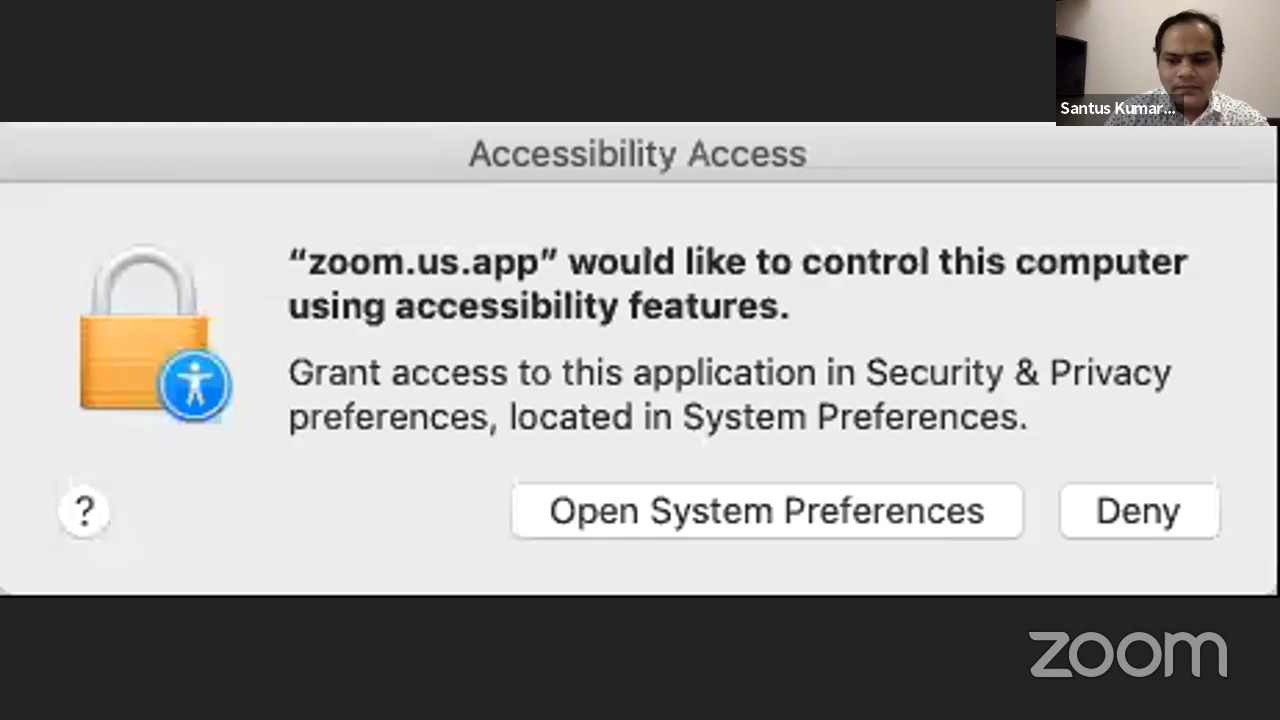 Santus Kumar...
Accessibility Access
“zoom.us.app” would like to control this computer
using accessibility features.
Grant access to this application in Security & Privacy
preferences, located in System Preferences.
?
Open System Preferences
Deny
zoom